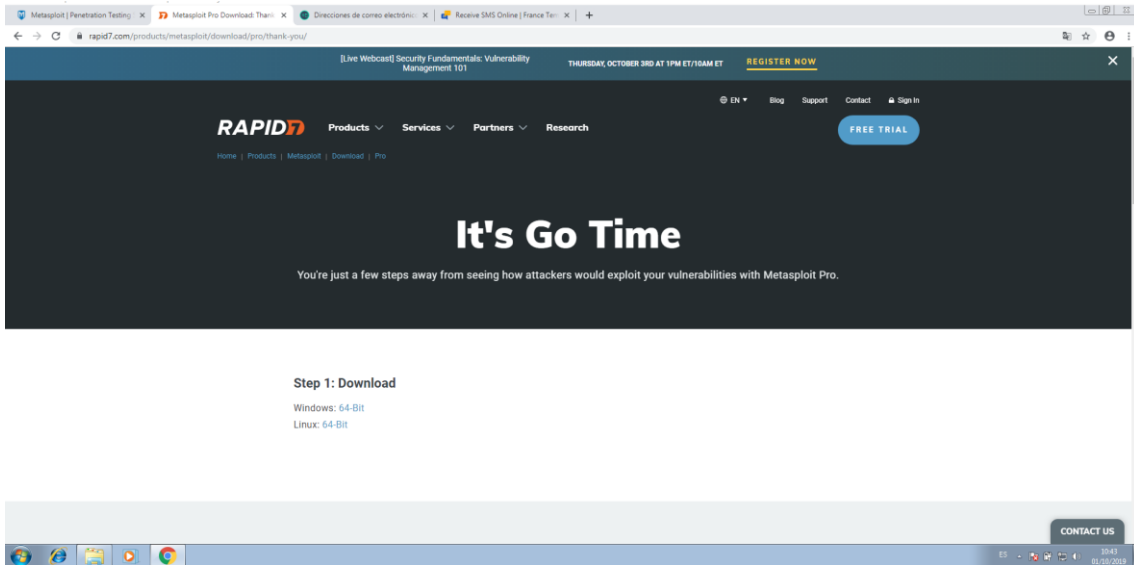 Metasploit | Penetration Testing
Metasploit Pro Download: Thank
Direcciones de correo electrónic
Receive SMS Online | France Tem
rapid7.com/products/metasploit/download/pro/thank-you/
[Live Webcast] Security Fundamentals: Vulnerability
Management 101
THURSDAY, OCTOBER 3RD AT 1PM ET/10AM ET
REGISTER NOW
EN
Blog
Support
Contact
Sign In
RAPID7
Products
Services
Partners
Research
FREE TRIAL
Home | Products | Metasploit | Download | Pro
It's Go Time
You're just a few steps away from seeing how attackers would exploit your vulnerabilities with Metasploit Pro.
Step 1: Download
Windows: 64-Bit
Linux: 64-Bit
CONTACT US
ES
10:43
01/10/2019